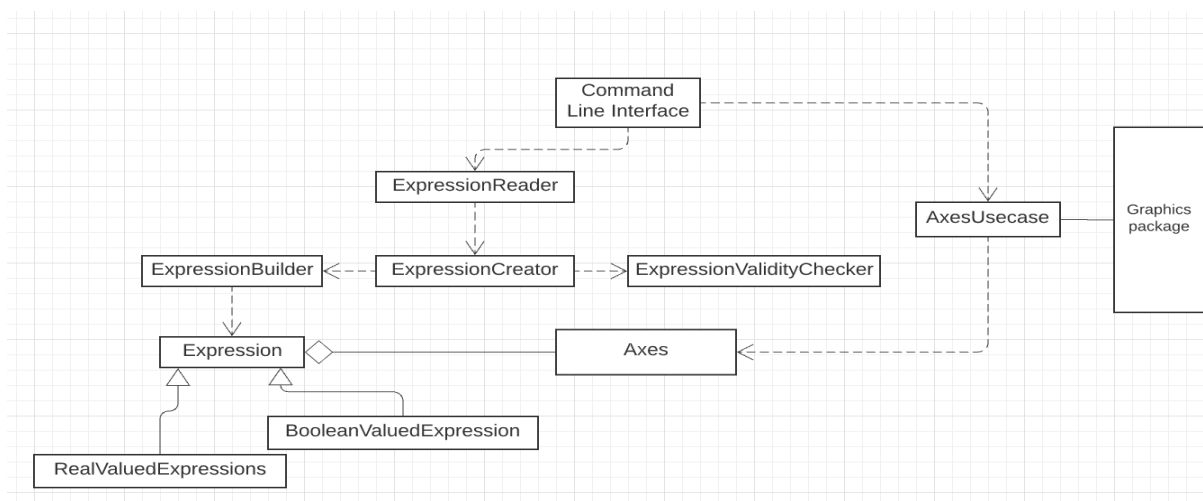 Command
Line Interface
ExpressionReader
AxesUsecase
Graphics
package
ExpressionBuilder
ExpressionCreator
ExpressionValidityChecker
Expression
Axes
BooleanValuedExpression
RealValuedExpressions